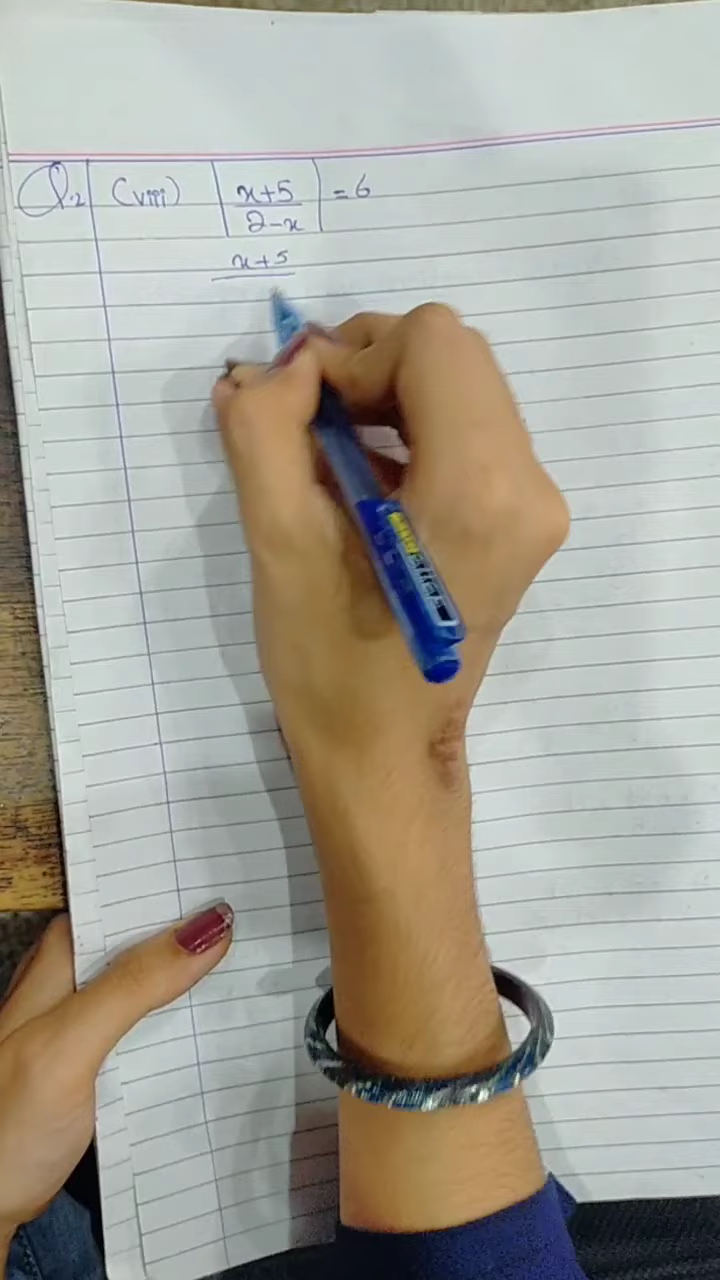 Q.2 (viii) |x+5/2-x| = 6
x+5